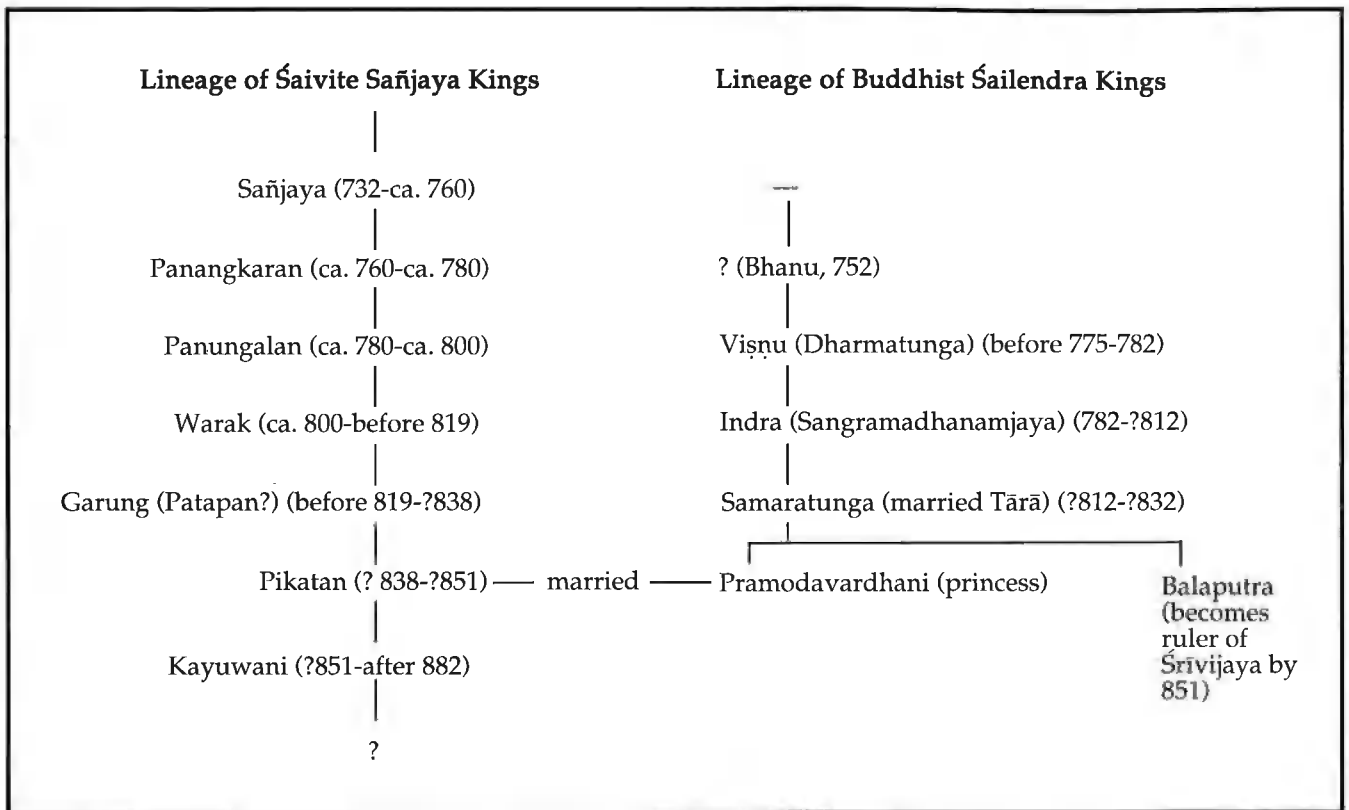 Lineage of Śaivite Sañjaya Kings
Sañjaya (732-ca. 760)
Panangkaran (ca. 760-ca. 780)
Panungalan (ca. 780-ca. 800)
Warak (ca. 800-before 819)
Garung (Patapan?) (before 819-?838)
Pikatan (? 838-?851) — married — Pramodavardhani (princess)
Kayuwani (?851-after 882)
?
Lineage of Buddhist Śailendra Kings
—
? (Bhanu, 752)
Viṣṇu (Dharmatunga) (before 775-782)
Indra (Sangramadhanamjaya) (782-?812)
Samaratunga (married Tārā) (?812-?832)
Balaputra
(becomes
ruler of
Śrīvijaya by
851)